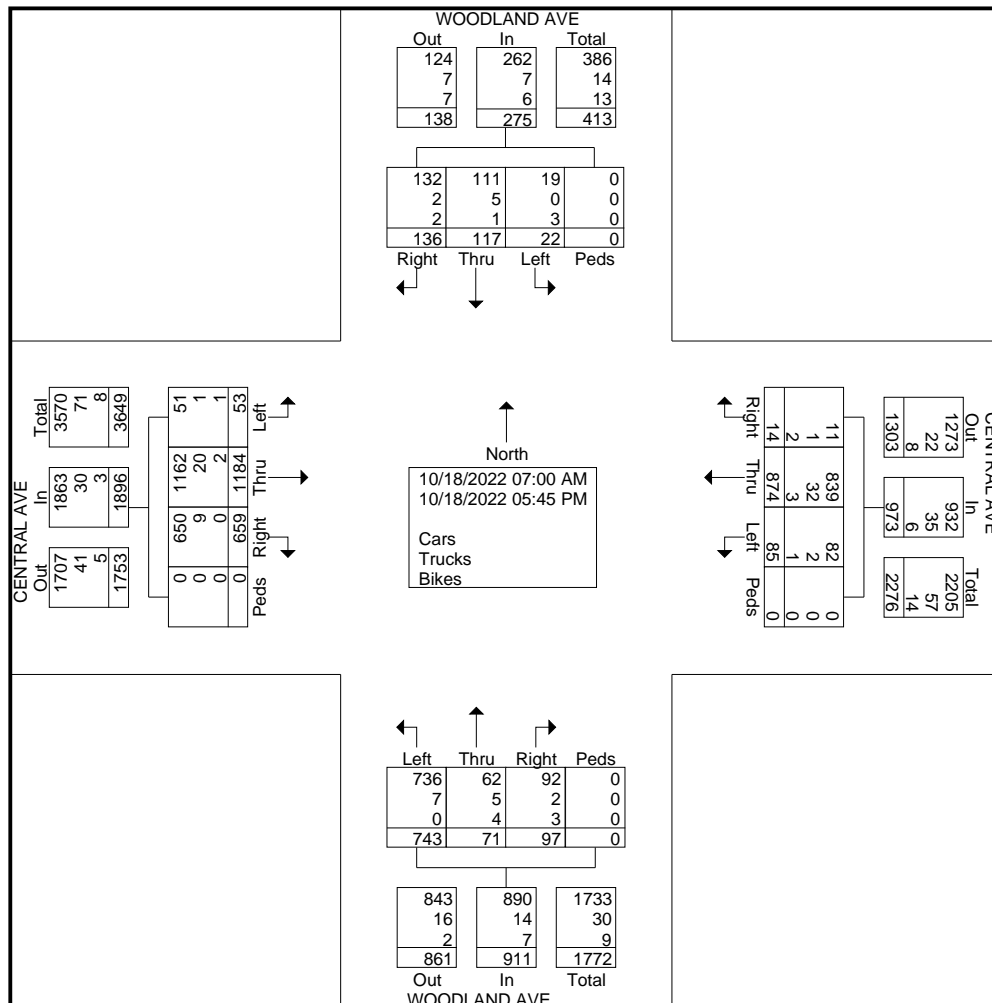 WOODLAND AVE
Out In Total
124 262 386
7 7 14
7 6 13
138 275 413
132 111 19 0
2 5 0 0
2 1 3 0
136 117 22 0
Right Thru Left Peds
CENTRAL AVE
Total In Out
3570 1863 1707
71 30 41
8 3 5
3649 1896 1753
Left Thru Right Peds
51 1162 650 0
1 20 9 0
1 2 0 0
53 1184 659 0
North
10/18/2022 07:00 AM
10/18/2022 05:45 PM
Cars
Trucks
Bikes
Right Thru Left Peds
11 839 82 0
1 32 2 0
2 3 1 0
14 874 85 0
CENTRAL AVE
Out In Total
1273 932 2205
22 35 57
8 6 14
1303 973 2276
Left Thru Right Peds
736 62 92 0
7 5 2 0
0 4 3 0
743 71 97 0
843 890 1733
16 14 30
2 7 9
861 911 1772
Out In Total
WOODLAND AVE